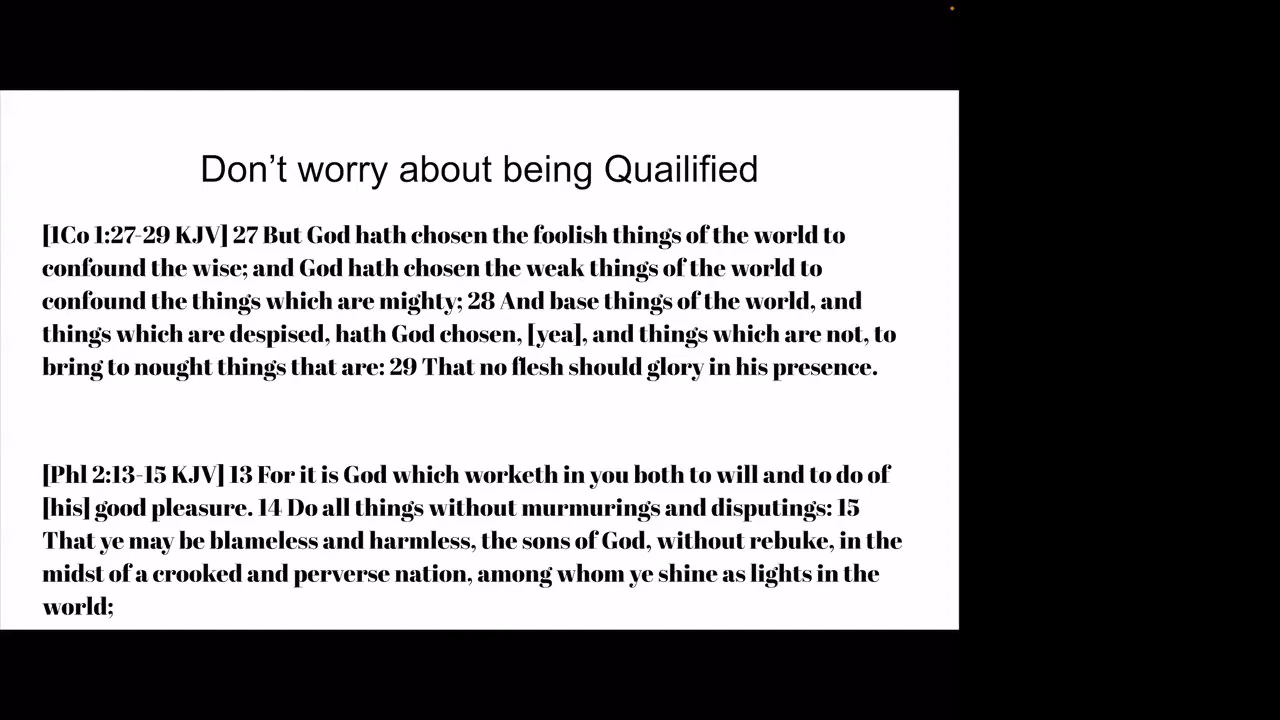 Don’t worry about being Quailified
[1Co 1:27-29 KJV] 27 But God hath chosen the foolish things of the world to
confound the wise; and God hath chosen the weak things of the world to
confound the things which are mighty; 28 And base things of the world, and
things which are despised, hath God chosen, [yea], and things which are not, to
bring to nought things that are: 29 That no flesh should glory in his presence.
[Phl 2:13-15 KJV] 13 For it is God which worketh in you both to will and to do of
[his] good pleasure. 14 Do all things without murmurings and disputings: 15
That ye may be blameless and harmless, the sons of God, without rebuke, in the
midst of a crooked and perverse nation, among whom ye shine as lights in the
world;